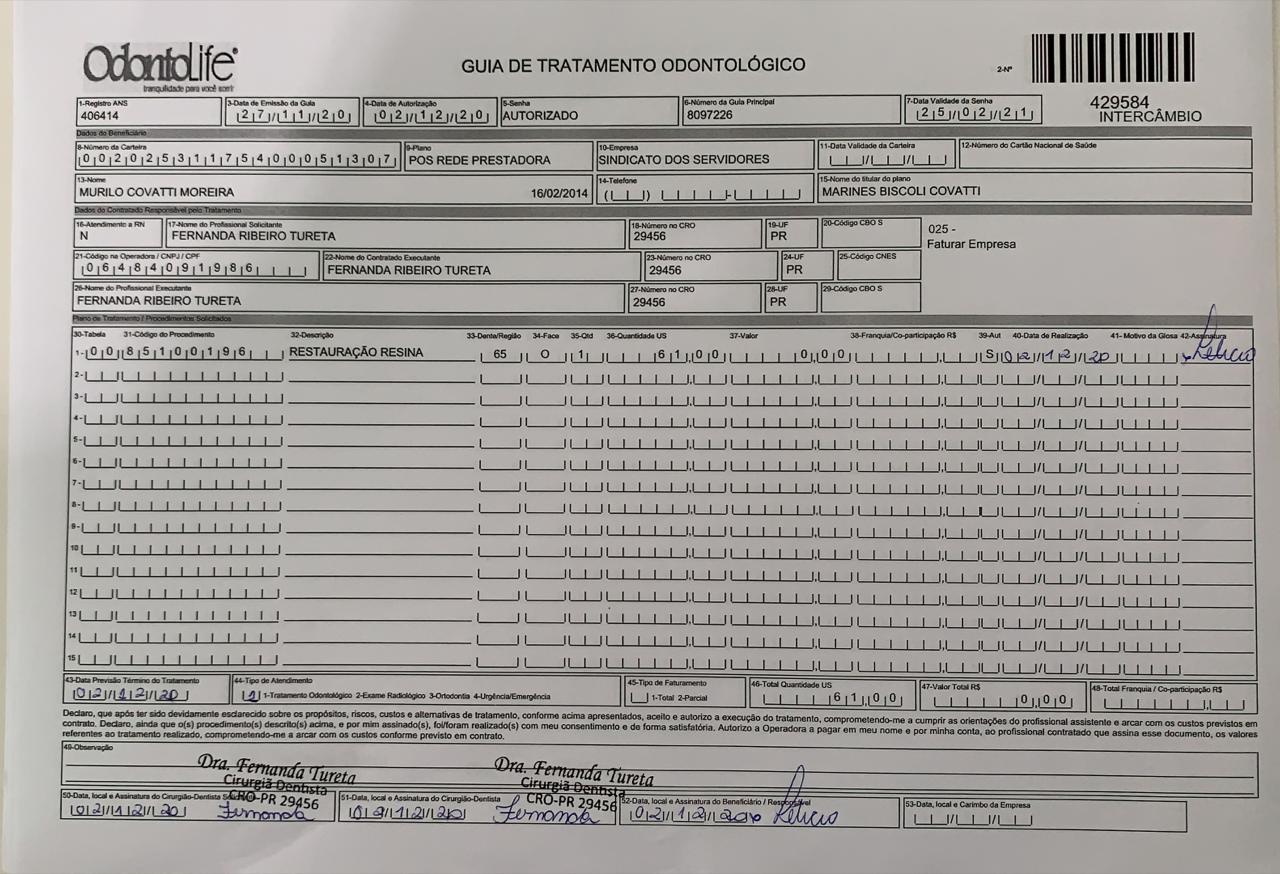 OdontoLife
tranquilidade para você sorrir
GUIA DE TRATAMENTO ODONTOLÓGICO
2-Nº
429584
INTERCÂMBIO
1-Registro ANS 3-Data de Emissão da Guia 4-Data de Autorização 5-Senha 6-Número da Guia Principal 7-Data Validade da Senha
406414 27/11/20 02/12/20 AUTORIZADO 8097226 25/02/21
Dados do Beneficiário
8-Número da Carteira 9-Plano 10-Empresa 11-Data Validade da Carteira 12-Número do Cartão Nacional de Saúde
00202531175400051307 POS REDE PRESTADORA SINDICATO DOS SERVIDORES
13-Nome 14-Telefone 15-Nome do titular do plano
MURILO COVATTI MOREIRA 16/02/2014 MARINES BISCOLI COVATTI
Dados do Contratado Responsável pelo Tratamento
16-Atendimento a RN 17-Nome do Profissional Solicitante 18-Número no CRO 19-UF 20-Código CBO S
N FERNANDA RIBEIRO TURETA 29456 PR
025 -
Faturar Empresa
21-Código na Operadora / CNPJ / CPF 22-Nome do Contratado Executante 23-Número no CRO 24-UF 25-Código CNES
06484091986 FERNANDA RIBEIRO TURETA 29456 PR
26-Nome do Profissional Executante 27-Número no CRO 28-UF 29-Código CBO S
FERNANDA RIBEIRO TURETA 29456 PR
Plano de Tratamento / Procedimentos Solicitados
30-Tabela 31-Código do Procedimento 32-Descrição 33-Dente/Região 34-Face 35-Qtd 36-Quantidade US 37-Valor 38-Franquia/Co-participação R$ 39-Aut 40-Data de Realização 41- Motivo da Glosa 42-Assinatura
1- 00 85100196 RESTAURAÇÃO RESINA 65 O 1 61,00 0,00 S 02/12/20
2-
3-
4-
5-
6-
7-
8-
9-
10
11
12
13
14
15
43-Data Previsão Término do Tratamento 44-Tipo de Atendimento 45-Tipo de Faturamento 46-Total Quantidade US 47-Valor Total R$ 48-Total Franquia / Co-participação R$
02/12/20 1 1-Tratamento Odontológico 2-Exame Radiológico 3-Ortodontia 4-Urgência/Emergência 1-Total 2-Parcial 61,00 0,00
Declaro, que após ter sido devidamente esclarecido sobre os propósitos, riscos, custos e alternativas de tratamento, conforme acima apresentados, aceito e autorizo a execução do tratamento, comprometendo-me a cumprir as orientações do profissional assistente e arcar com os custos previstos em
contrato. Declaro, ainda que o(s) procedimento(s) descrito(s) acima, e por mim assinado(s), foi/foram realizado(s) com meu consentimento e de forma satisfatória. Autorizo a Operadora a pagar em meu nome e por minha conta, ao profissional contratado que assina esse documento, os valores
referentes ao tratamento realizado, comprometendo-me a arcar com os custos conforme previsto em contrato.
49-Observação
Dra. Fernanda Tureta Dra. Fernanda Tureta
Cirurgiã Dentista Cirurgiã Dentista
CRO-PR 29456 CRO-PR 29456
50-Data, local e Assinatura do Cirurgião-Dentista 51-Data, local e Assinatura do Cirurgião-Dentista 52-Data, local e Assinatura do Beneficiário / Responsável 53-Data, local e Carimbo da Empresa
02/12/20 Fernanda 02/12/20 Fernanda 02/12/20